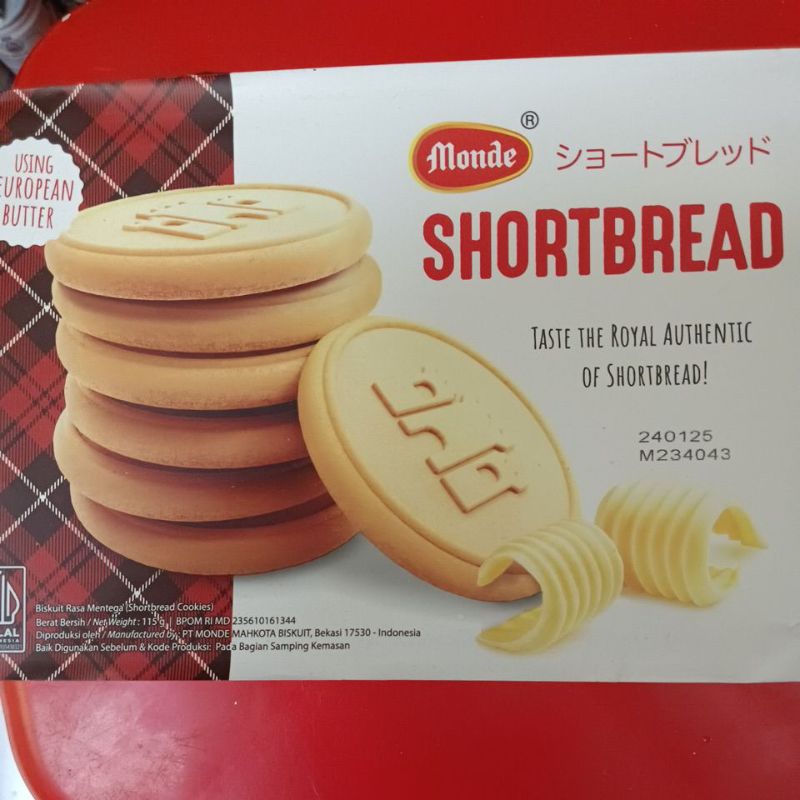 USING
EUROPEAN
BUTTER
Monde
®
ショートブレッド
SHORTBREAD
TASTE THE ROYAL AUTHENTIC
OF SHORTBREAD!
240125
M234043
Biskuit Rasa Mentega (Shortbread Cookies)
Berat Bersih / Net Weight : 115 g | BPOM RI MD 235610161344
Diproduksi oleh / Manufactured by: PT MONDE MAHKOTA BISKUIT, Bekasi 17530 - Indonesia
Baik Digunakan Sebelum & Kode Produksi: Pada Bagian Samping Kemasan